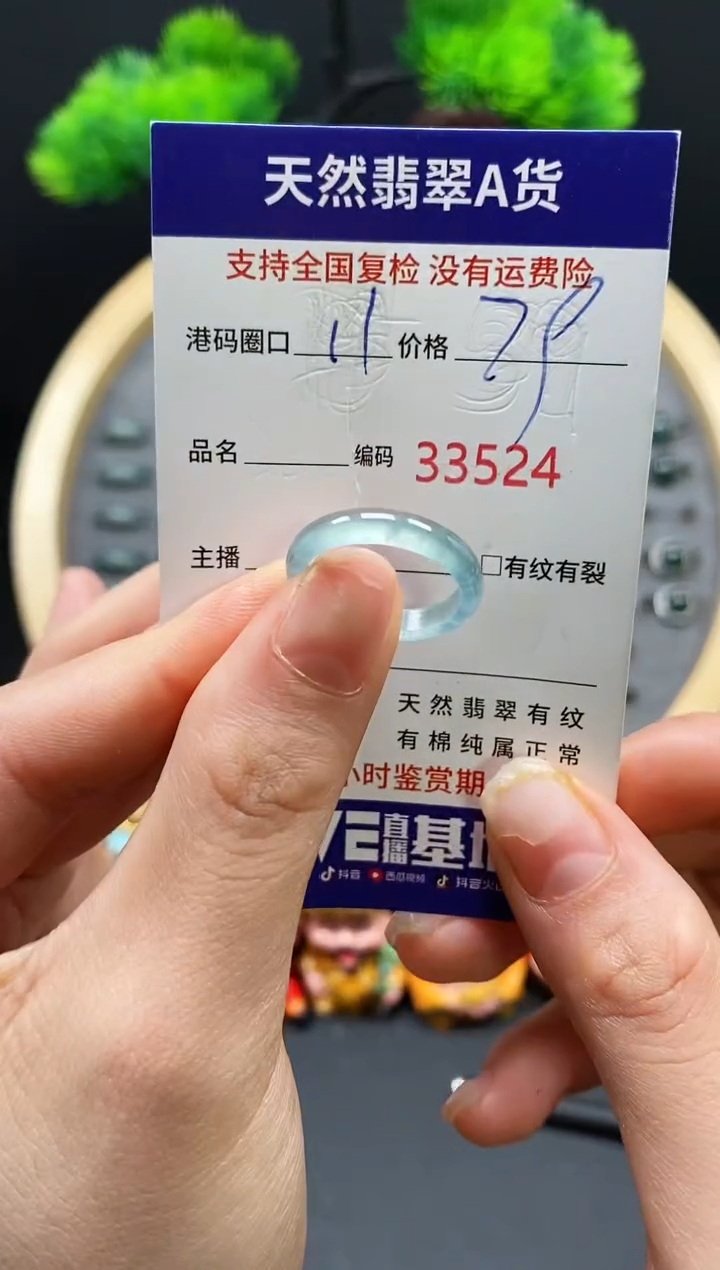 天然翡翠A货
支持全国复检 没有运费险
港码圈口 11 价格 79
品名 编码 33524
主播 □有纹有裂
天然翡翠有纹
有棉纯属正常
小时鉴赏期
直播基地
抖音 西瓜视频 抖音火山